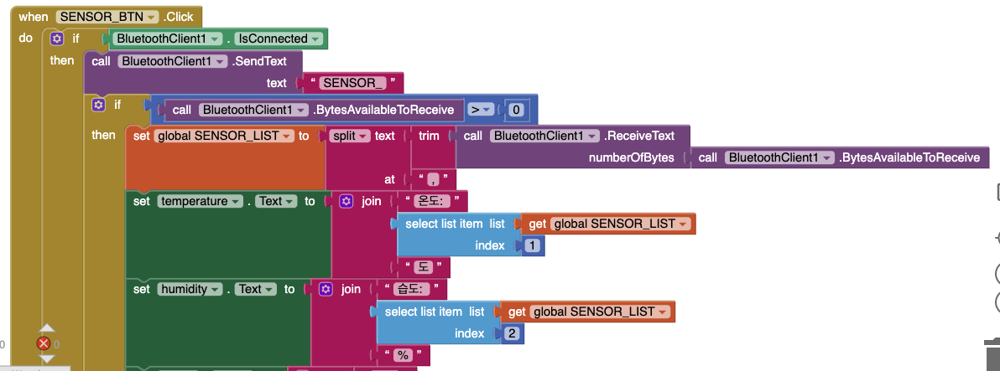 when SENSOR_BTN .Click
do if BluetoothClient1 . IsConnected
then call BluetoothClient1 .SendText
text " SENSOR_ "
if call BluetoothClient1 .BytesAvailableToReceive > 0
then set global SENSOR_LIST to split text trim call BluetoothClient1 .ReceiveText
numberOfBytes call BluetoothClient1 .BytesAvailableToReceive
at " , "
set temperature . Text to join " 온도: "
select list item list get global SENSOR_LIST
index 1
" 도 "
set humidity . Text to join " 습도: "
select list item list get global SENSOR_LIST
index 2
0 0 " % "